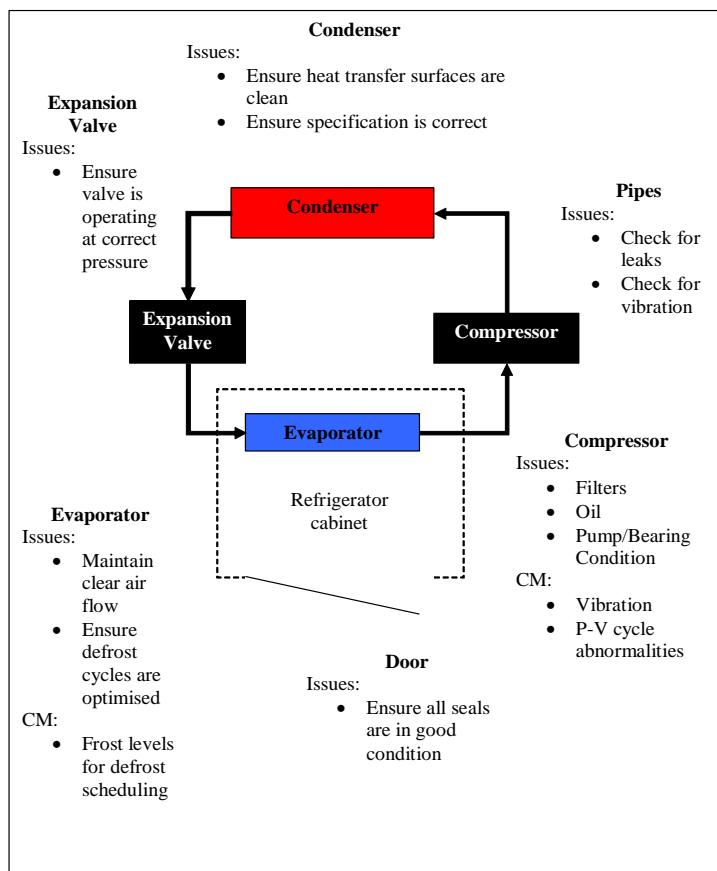 Condenser
Issues:
• Ensure heat transfer surfaces are
clean
• Ensure specification is correct
Expansion
Valve
Issues:
• Ensure
valve is
operating
at correct
pressure
Condenser
Pipes
Issues:
• Check for
leaks
• Check for
vibration
Expansion
Valve
Compressor
Evaporator
Refrigerator
cabinet
Compressor
Issues:
• Filters
• Oil
• Pump/Bearing
Condition
CM:
• Vibration
• P-V cycle
abnormalities
Evaporator
Issues:
• Maintain
clear air
flow
• Ensure
defrost
cycles are
optimised
CM:
• Frost levels
for defrost
scheduling
Door
Issues:
• Ensure all seals
are in good
condition